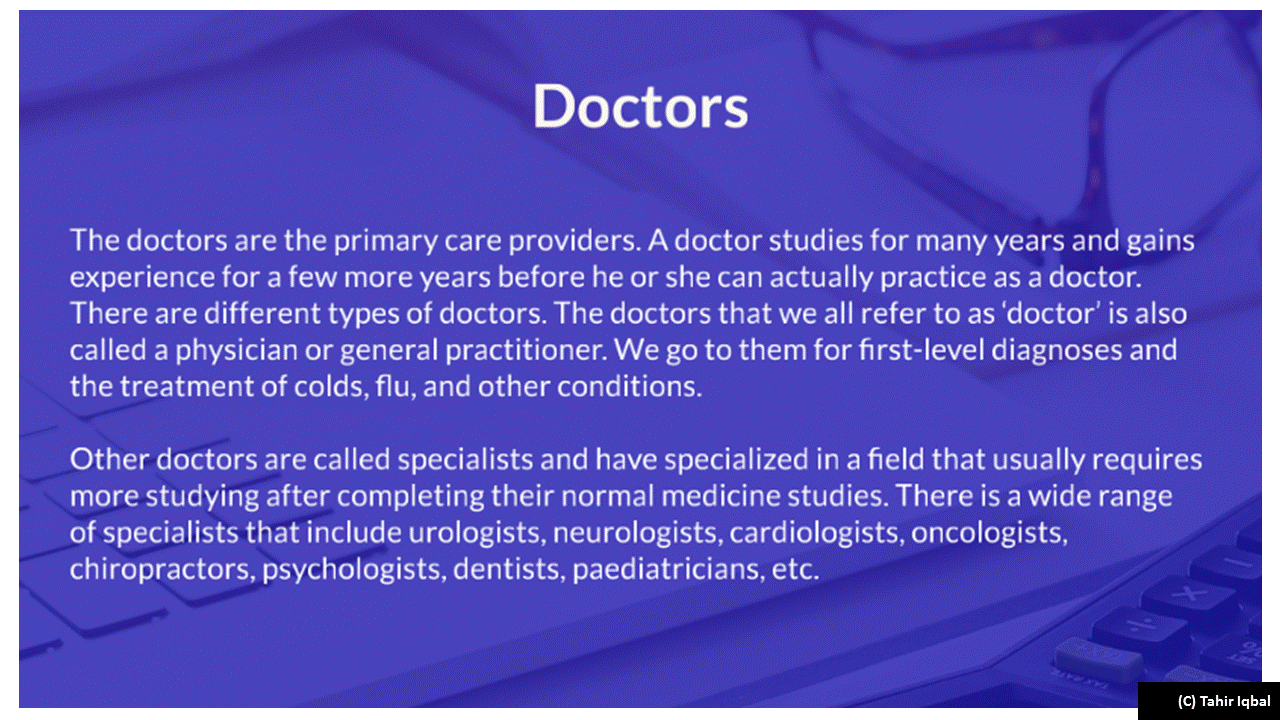 Doctors
The doctors are the primary care providers. A doctor studies for many years and gains
experience for a few more years before he or she can actually practice as a doctor.
There are different types of doctors. The doctors that we all refer to as ‘doctor’ is also
called a physician or general practitioner. We go to them for first-level diagnoses and
the treatment of colds, flu, and other conditions.
Other doctors are called specialists and have specialized in a field that usually requires
more studying after completing their normal medicine studies. There is a wide range
of specialists that include urologists, neurologists, cardiologists, oncologists,
chiropractors, psychologists, dentists, paediatricians, etc.
TAX RATE
SET
(C) Tahir Iqbal